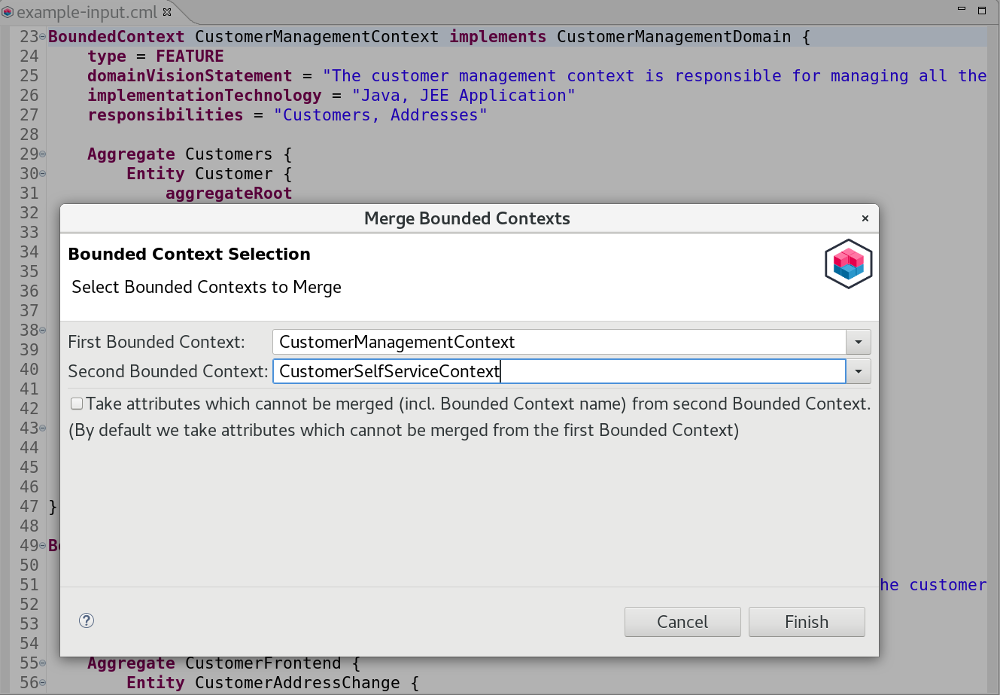 example-input.cml
23 BoundedContext CustomerManagementContext implements CustomerManagementDomain {
24 type = FEATURE
25 domainVisionStatement = "The customer management context is responsible for managing all the
26 implementationTechnology = "Java, JEE Application"
27 responsibilities = "Customers, Addresses"
28
29 Aggregate Customers {
30 Entity Customer {
31 aggregateRoot
32
Merge Bounded Contexts
33
34 Bounded Context Selection
35
36 Select Bounded Contexts to Merge
37
38
39 First Bounded Context: CustomerManagementContext
40 Second Bounded Context: CustomerSelfServiceContext
41
42 Take attributes which cannot be merged (incl. Bounded Context name) from second Bounded Context.
43 (By default we take attributes which cannot be merged from the first Bounded Context)
44
45
46
47 }
48
49 B
50
51 he customer
52
53 ? Cancel Finish
54
55 Aggregate CustomerFrontend {
56 Entity CustomerAddressChange {